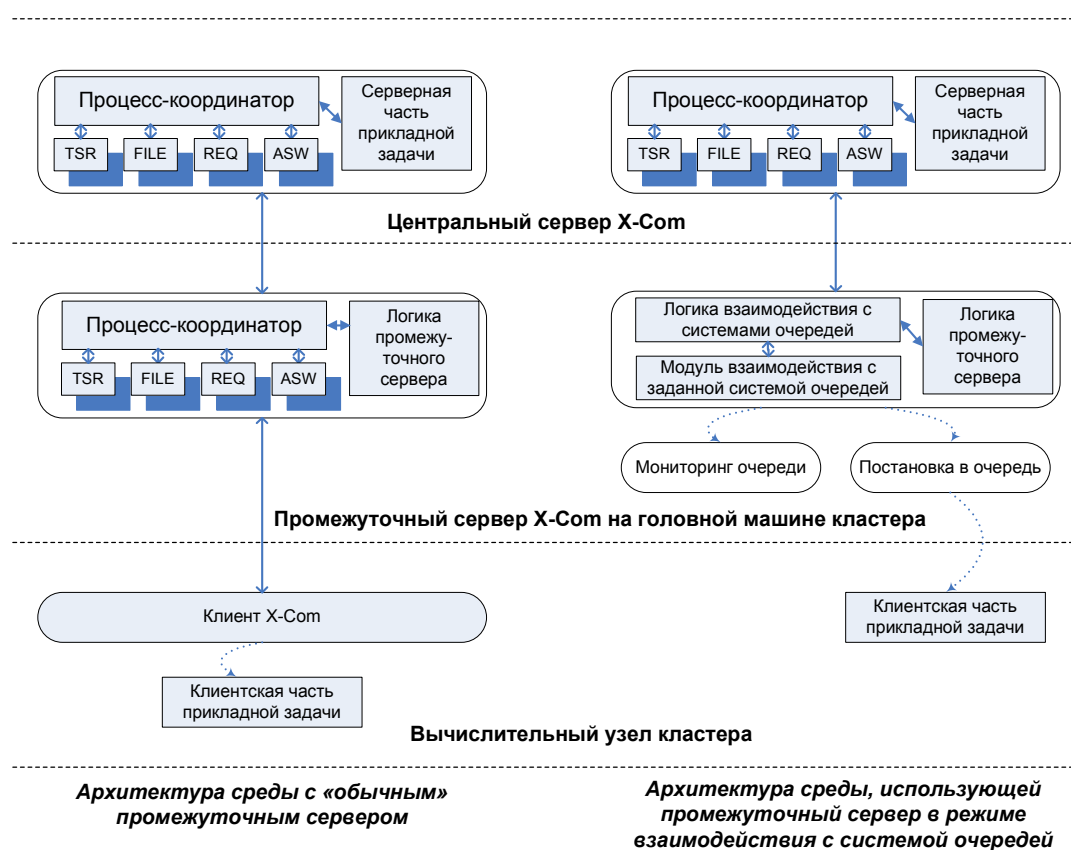 Процесс-координатор
Серверная
часть
прикладной
задачи
TSR
FILE
REQ
ASW
Процесс-координатор
Серверная
часть
прикладной
задачи
TSR
FILE
REQ
ASW
Центральный сервер X-Com
Процесс-координатор
Логика
промежу-
точного
сервера
TSR
FILE
REQ
ASW
Логика взаимодействия с
системами очередей
Модуль взаимодействия с
заданной системой очередей
Логика
промежу-
точного
сервера
Мониторинг очереди
Постановка в очередь
Промежуточный сервер X-Com на головной машине кластера
Клиент X-Com
Клиентская часть
прикладной задачи
Клиентская часть
прикладной задачи
Вычислительный узел кластера
Архитектура среды с «обычным»
промежуточным сервером
Архитектура среды, использующей
промежуточный сервер в режиме
взаимодействия с системой очередей